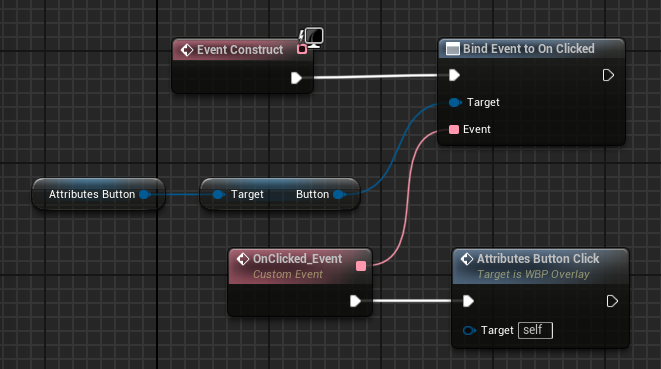 Event Construct
Bind Event to On Clicked
Target
Event
Attributes Button
Target
Button
OnClicked_Event
Custom Event
Attributes Button Click
Target is WBP Overlay
Target
self